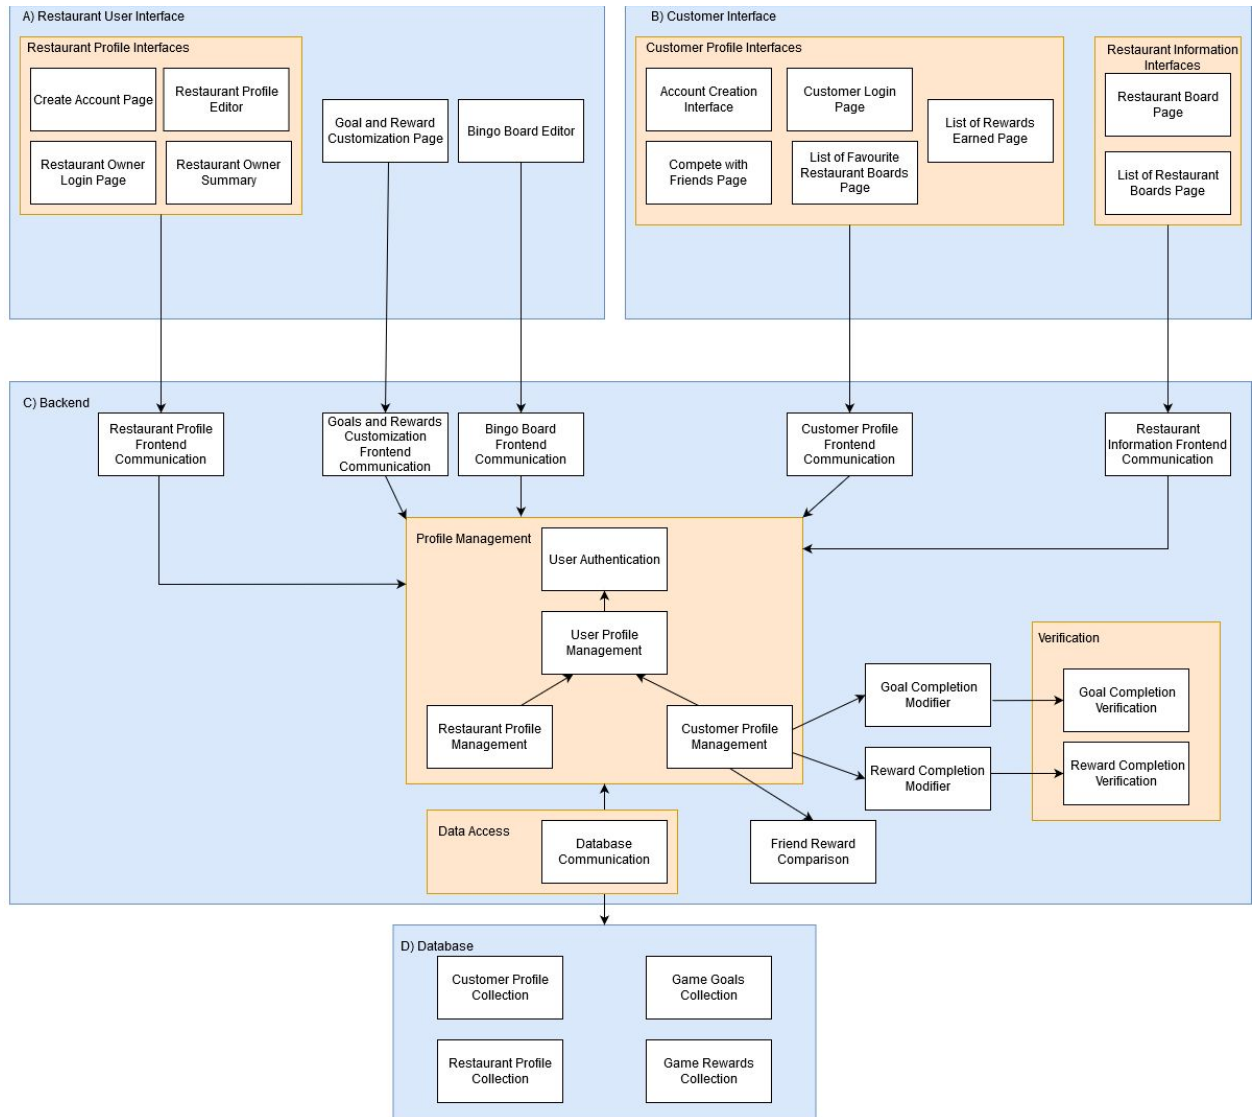 A) Restaurant User Interface
Restaurant Profile Interfaces
Create Account Page
Restaurant Profile
Editor
Restaurant Owner
Login Page
Restaurant Owner
Summary
Goal and Reward
Customization Page
Bingo Board Editor
B) Customer Interface
Customer Profile Interfaces
Account Creation
Interface
Customer Login
Page
List of Rewards
Earned Page
Compete with
Friends Page
List of Favourite
Restaurant Boards
Page
Restaurant Information
Interfaces
Restaurant Board
Page
List of Restaurant
Boards Page
C) Backend
Restaurant Profile
Frontend
Communication
Goals and Rewards
Customization
Frontend
Communication
Bingo Board
Frontend
Communication
Customer Profile
Frontend
Communication
Restaurant
Information Frontend
Communication
Profile Management
User Authentication
User Profile
Management
Restaurant Profile
Management
Customer Profile
Management
Goal Completion
Modifier
Reward Completion
Modifier
Verification
Goal Completion
Verification
Reward Completion
Verification
Data Access
Database
Communication
Friend Reward
Comparison
D) Database
Customer Profile
Collection
Game Goals
Collection
Restaurant Profile
Collection
Game Rewards
Collection